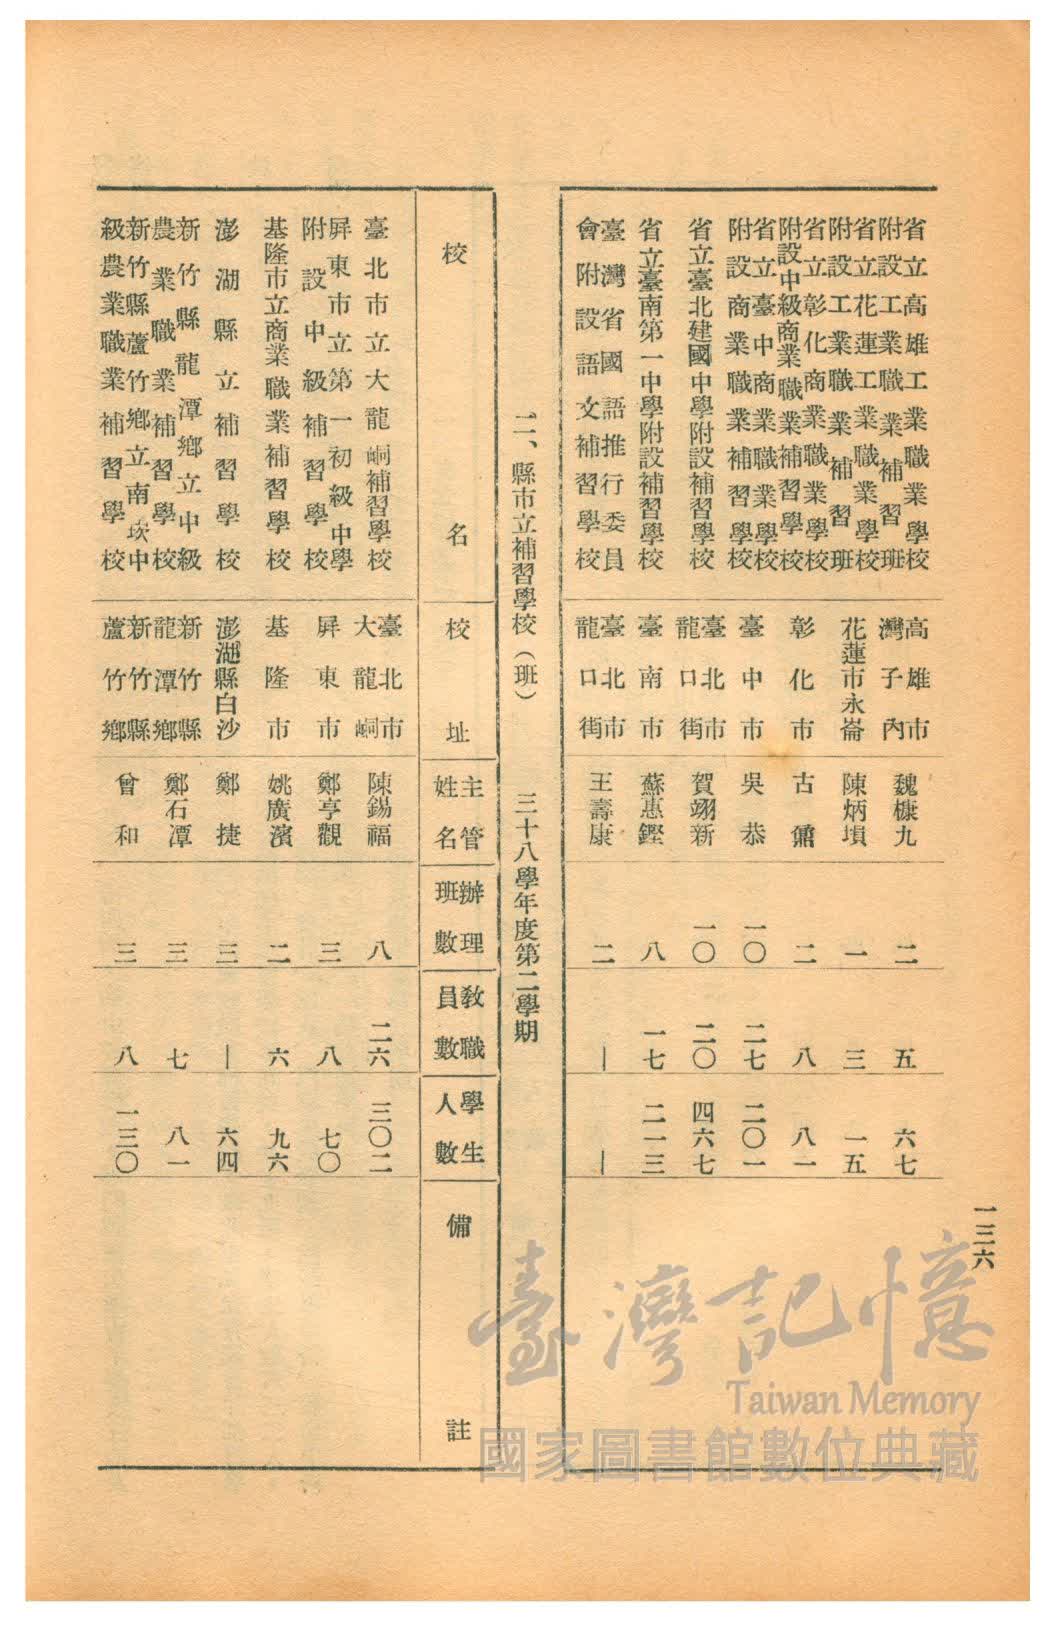 一三六
省立高雄工業職業學校附設工業職業補習班 高雄市灣子內 魏槺九 二 五 六七
省立花蓮工業職業學校附設工業職業補習班 花蓮市永崙 陳炳塤 一 三 一五
省立彰化商業職業學校附設中級商業職業補習學校 彰化市 古 二 八 八一
省立臺中商業職業學校附設商業職業補習學校 臺中市 吳恭 一〇 二七 二〇一
省立臺北建國中學附設補習學校 臺北市龍口街 賀翊新 一〇 二〇 四六七
省立臺南第一中學附設補習學校 臺南市 蘇惠鏗 八 一七 二一三
臺灣省國語推行委員會附設語文補習學校 臺北市龍口街 王壽康 二 — —
二、縣市立補習學校（班） 三十八學年度第二學期
校名 校址 主管姓名 辦理班數 教職員數 學生人數 備註
臺北市立大龍峒補習學校 臺北市大龍峒 陳錫福 八 二六 三〇二
屏東市立第一初級中學附設中級補習學校 屏東市 鄭亨觀 三 八 七〇
基隆市立商業職業補習學校 基隆市 姚廣濱 二 六 九六
澎湖縣立補習學校 澎湖縣白沙 鄭捷 三 — 六四
新竹縣龍潭鄉立中級農業職業補習學校 新竹縣龍潭鄉 鄭石潭 三 七 八一
新竹縣蘆竹鄉立南崁中級農業職業補習學校 新竹縣蘆竹鄉 曾和 三 八 一三〇
臺灣記憶
Taiwan Memory
國家圖書館數位典藏